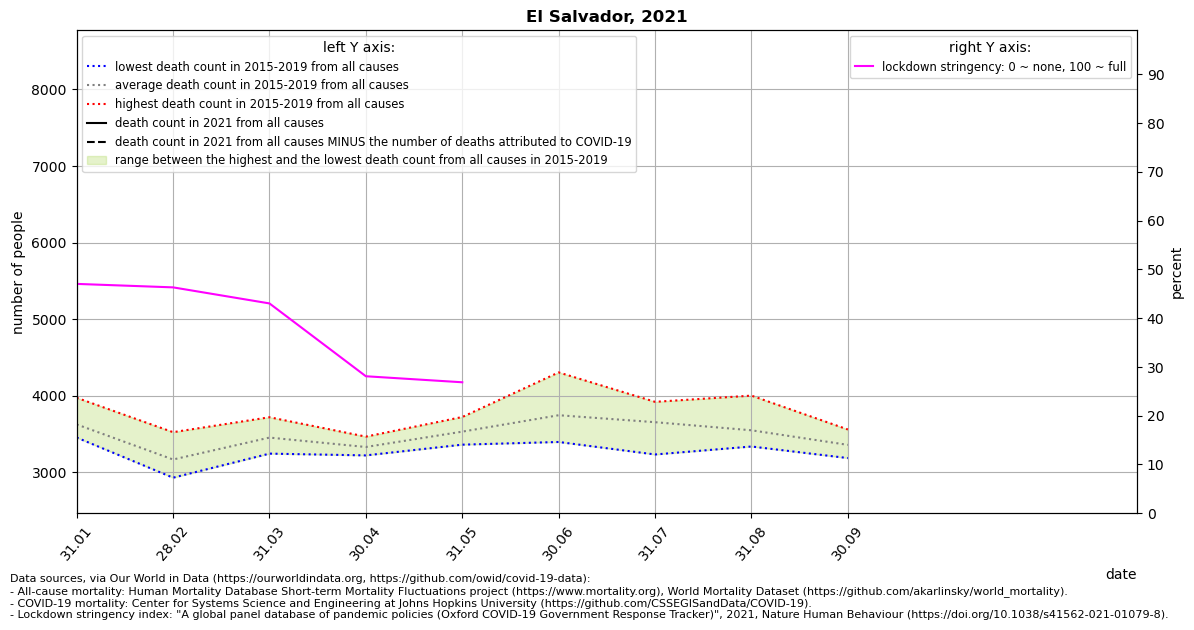 El Salvador, 2021
left Y axis:
lowest death count in 2015-2019 from all causes
average death count in 2015-2019 from all causes
highest death count in 2015-2019 from all causes
death count in 2021 from all causes
death count in 2021 from all causes MINUS the number of deaths attributed to COVID-19
range between the highest and the lowest death count from all causes in 2015-2019
right Y axis:
lockdown stringency: 0 ~ none, 100 ~ full
number of people
8000
7000
6000
5000
4000
3000
percent
90
80
70
60
50
40
30
20
10
0
31.01
28.02
31.03
30.04
31.05
30.06
31.07
31.08
30.09
date
Data sources, via Our World in Data (https://ourworldindata.org, https://github.com/owid/covid-19-data):
- All-cause mortality: Human Mortality Database Short-term Mortality Fluctuations project (https://www.mortality.org), World Mortality Dataset (https://github.com/akarlinsky/world_mortality).
- COVID-19 mortality: Center for Systems Science and Engineering at Johns Hopkins University (https://github.com/CSSEGISandData/COVID-19).
- Lockdown stringency index: "A global panel database of pandemic policies (Oxford COVID-19 Government Response Tracker)", 2021, Nature Human Behaviour (https://doi.org/10.1038/s41562-021-01079-8).